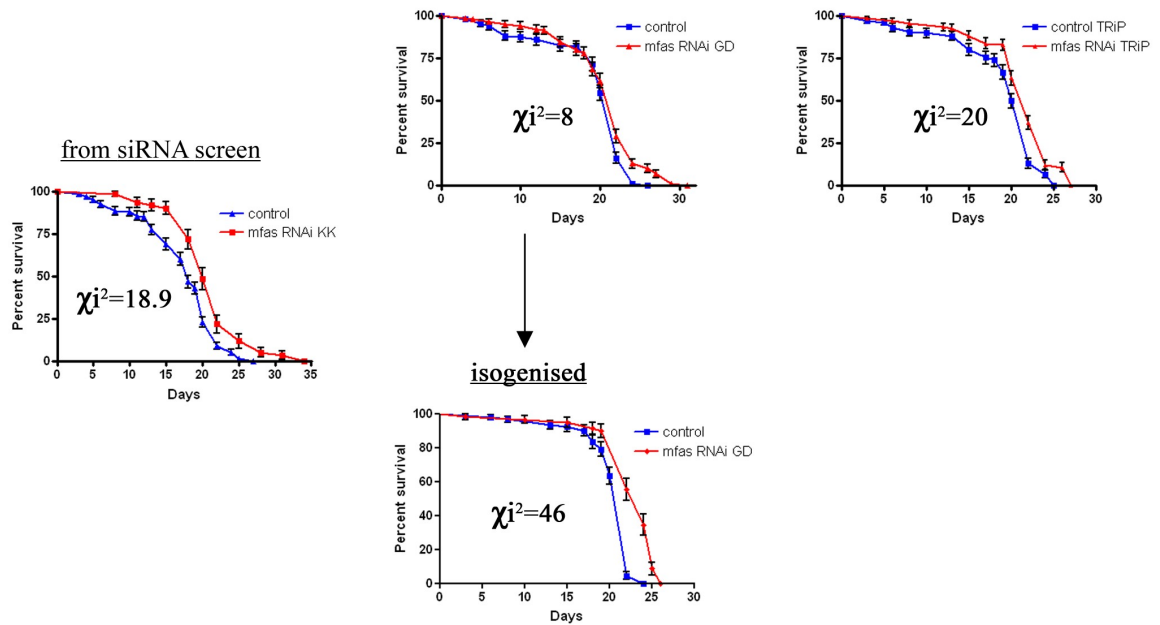 100
75
50
25
0
0
10
20
30
Percent survival
Days
control
mfas RNAi GD
χi²=8
100
75
50
25
0
0
5
10
15
20
25
30
Percent survival
Days
control TRiP
mfas RNAi TRiP
χi²=20
from siRNA screen
100
75
50
25
0
0
5
10
15
20
25
30
35
Percent survival
Days
control
mfas RNAi KK
χi²=18.9
isogenised
100
80
60
40
20
0
0
5
10
15
20
25
30
Percent survival
Days
control
mfas RNAi GD
χi²=46